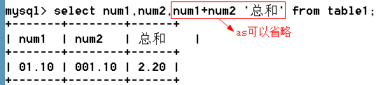 mysql> select num1,num2,num1+num2 '总和' from table1;
+-------+--------+------+
as可以省略
| num1 | num2 | 总和 |
+-------+--------+------+
| 01.10 | 001.10 | 2.20 |
+-------+--------+------+